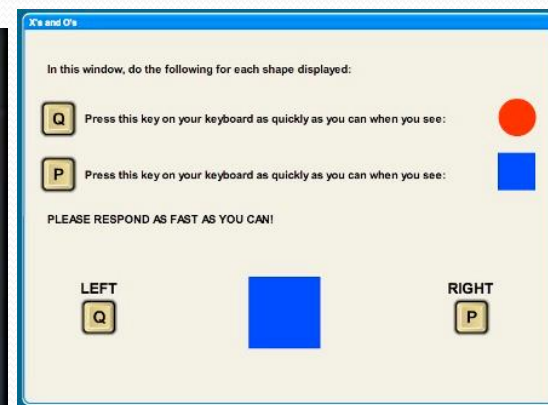 X's and O's
In this window, do the following for each shape displayed:
Q Press this key on your keyboard as quickly as you can when you see:
P Press this key on your keyboard as quickly as you can when you see:
PLEASE RESPOND AS FAST AS YOU CAN!
LEFT RIGHT
Q P